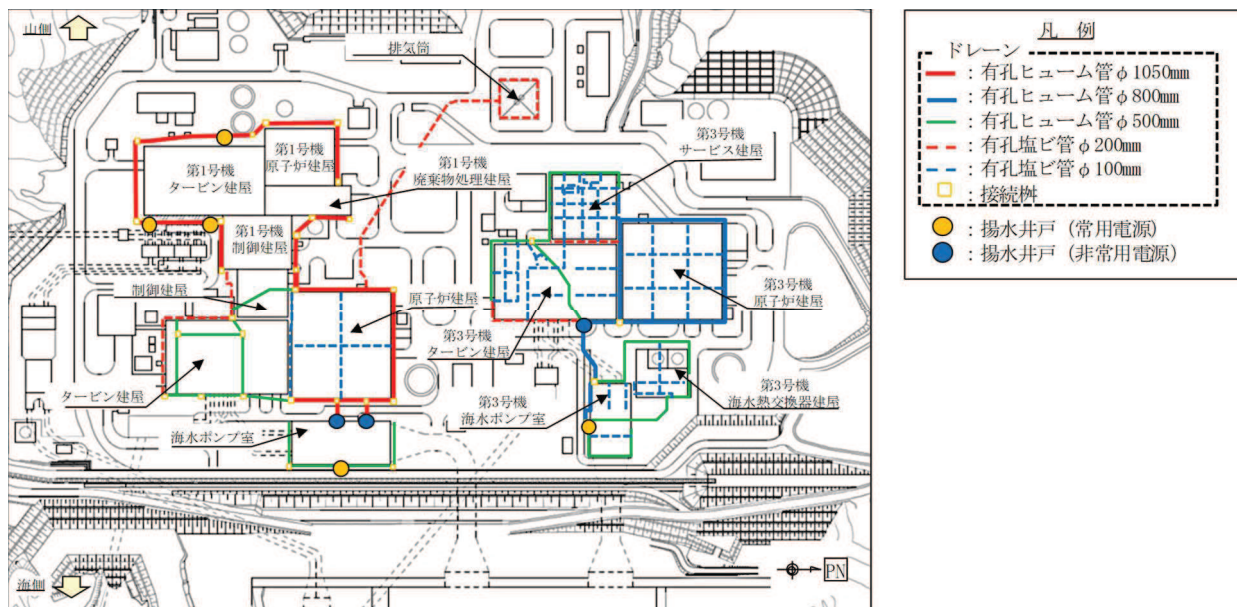 山側
排気筒
第1号機
原子炉建屋
第1号機
タービン建屋
第1号機
廃棄物処理建屋
第3号機
サービス建屋
第1号機
制御建屋
制御建屋
原子炉建屋
第3号機
原子炉建屋
第3号機
タービン建屋
タービン建屋
第3号機
海水ポンプ室
第3号機
海水熱交換器建屋
海水ポンプ室
海側
PN
凡 例
ドレーン
：有孔ヒューム管φ1050mm
：有孔ヒューム管φ800mm
：有孔ヒューム管φ500mm
：有孔塩ビ管φ200mm
：有孔塩ビ管φ100mm
：接続桝
：揚水井戸（常用電源）
：揚水井戸（非常用電源）